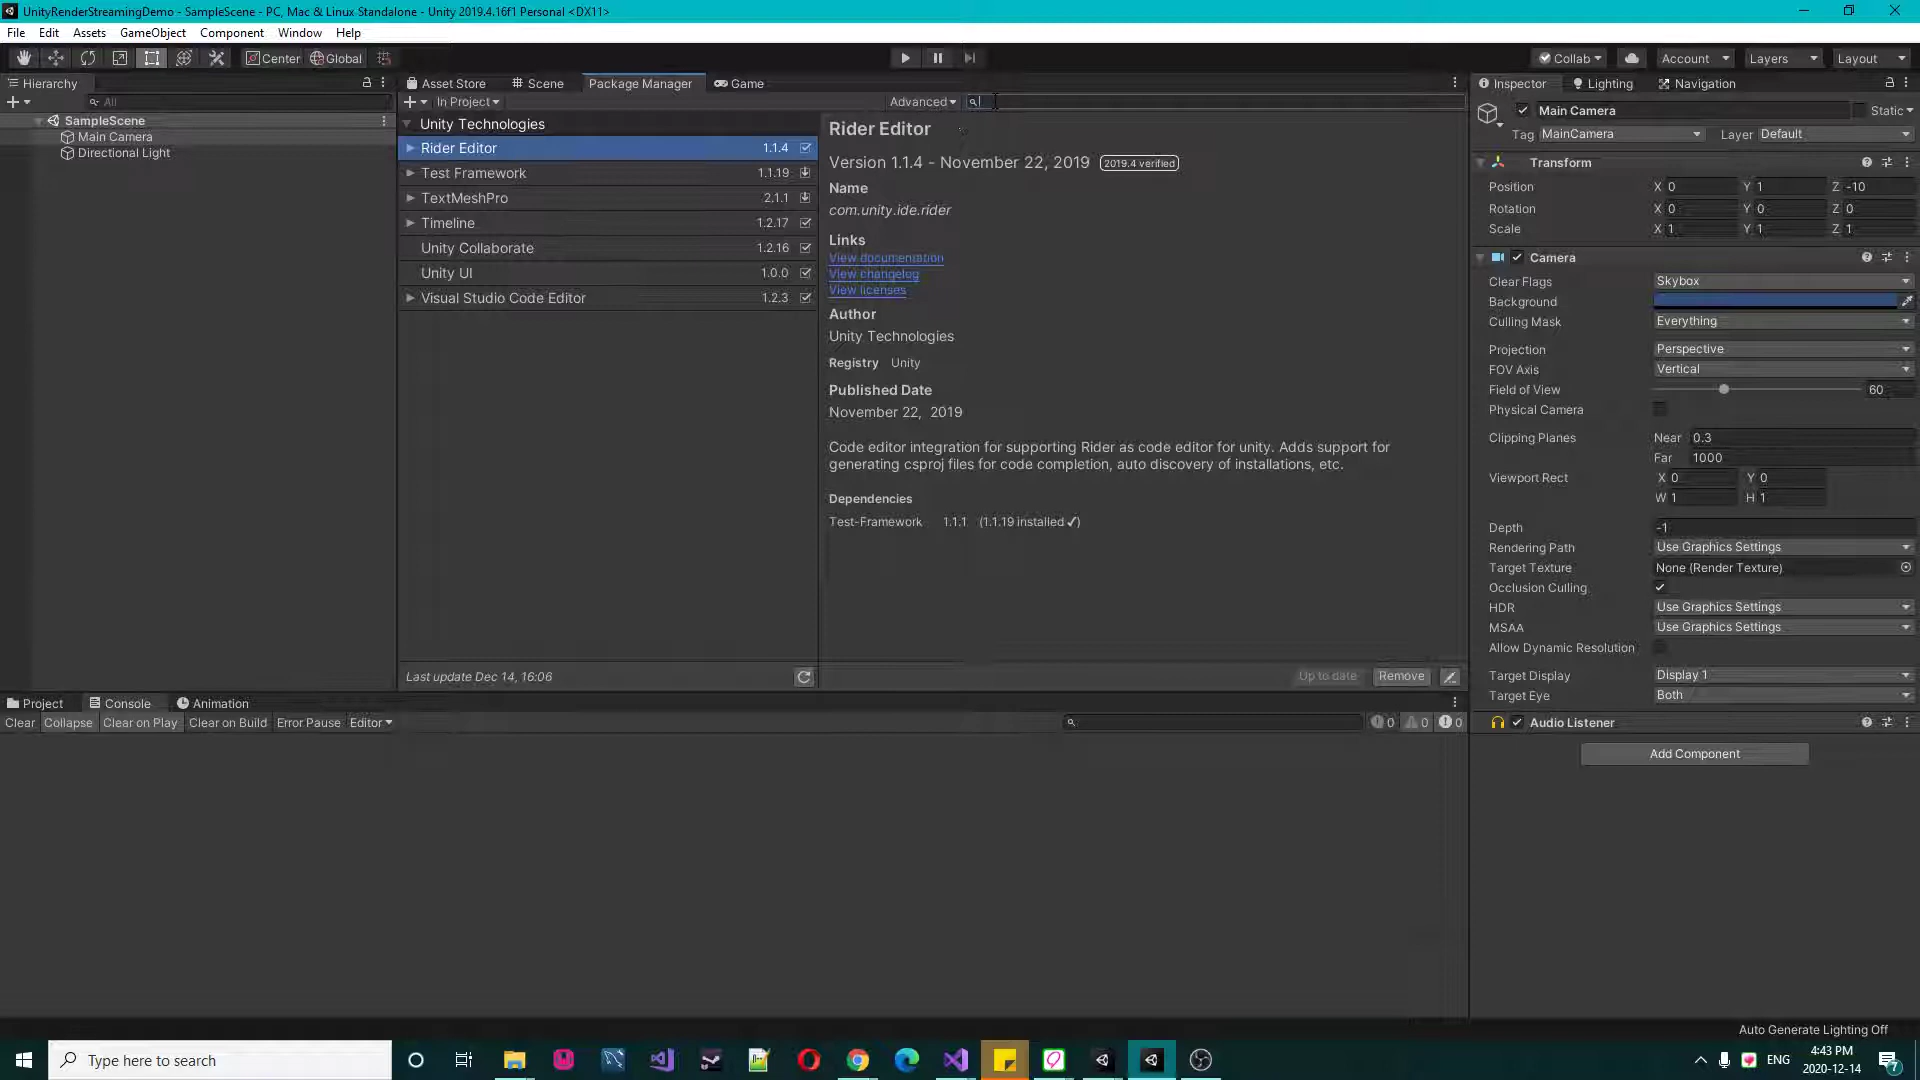 UnityRenderStreamingDemo - SampleScene - PC, Mac & Linux Standalone - Unity 2019.4.16f1 Personal <DX11>
File Edit Assets GameObject Component Window Help
Center Global Collab Account Layers Layout
Hierarchy
All
SampleScene
Main Camera
Directional Light
Asset Store Scene Package Manager Game
In Project Advanced
Unity Technologies
Rider Editor 1.1.4
Test Framework 1.1.19
TextMeshPro 2.1.1
Timeline 1.2.17
Unity Collaborate 1.2.16
Unity UI 1.0.0
Visual Studio Code Editor 1.2.3
Last update Dec 14, 16:06
Rider Editor
Version 1.1.4 - November 22, 2019 2019.4 verified
Name
com.unity.ide.rider
Links
View documentation
View changelog
View licenses
Author
Unity Technologies
Registry Unity
Published Date
November 22, 2019
Code editor integration for supporting Rider as code editor for unity. Adds support for
generating csproj files for code completion, auto discovery of installations, etc.
Dependencies
Test-Framework 1.1.1 (1.1.19 installed ✓)
Up to date Remove
Inspector Lighting Navigation
Main Camera Static
Tag MainCamera Layer Default
Transform
Position X 0 Y 1 Z -10
Rotation X 0 Y 0 Z 0
Scale X 1 Y 1 Z 1
Camera
Clear Flags Skybox
Background
Culling Mask Everything
Projection Perspective
FOV Axis Vertical
Field of View 60
Physical Camera
Clipping Planes Near 0.3
Far 1000
Viewport Rect X 0 Y 0
W 1 H 1
Depth -1
Rendering Path Use Graphics Settings
Target Texture None (Render Texture)
Occlusion Culling
HDR Use Graphics Settings
MSAA Use Graphics Settings
Allow Dynamic Resolution
Target Display Display 1
Target Eye Both
Audio Listener
Add Component
Project Console Animation
Clear Collapse Clear on Play Clear on Build Error Pause Editor 0 0 0
Auto Generate Lighting Off
Type here to search
ENG 4:43 PM
2020-12-14
7